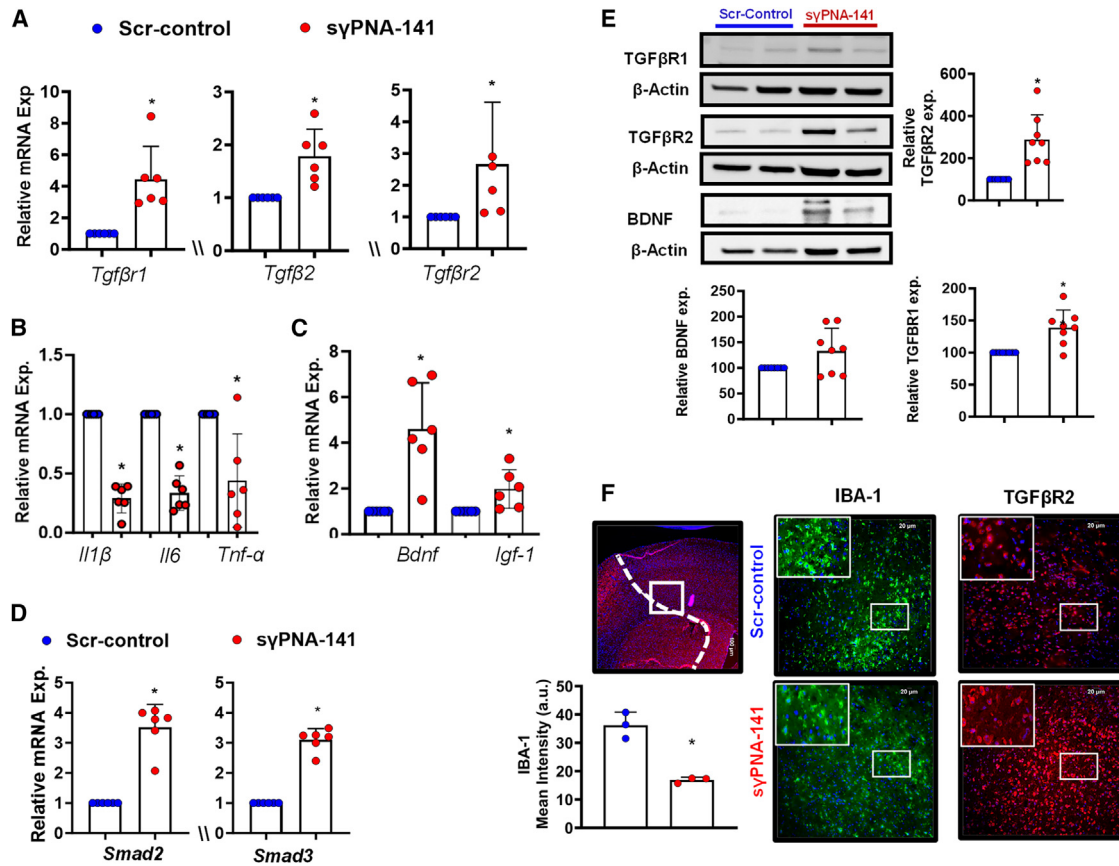 A
Scr-control
sγPNA-141
Relative mRNA Exp
10
8
6
4
2
0
*
Tgfβr1
\\
3
2
1
0
*
Tgfβ2
\\
5
4
3
2
1
0
*
Tgfβr2
B
Relative mRNA Exp.
1.5
1.0
0.5
0.0
*
*
*
Il1β
Il6
Tnf-α
C
Relative mRNA Exp.
8
6
4
2
0
*
*
Bdnf
Igf-1
D
Scr-control
sγPNA-141
Relative mRNA Exp.
5
4
3
2
1
0
*
Smad2
\\
5
4
3
2
1
0
*
Smad3
E
Scr-Control
sγPNA-141
TGFβR1
β-Actin
TGFβR2
β-Actin
BDNF
β-Actin
Relative
TGFβR2 exp.
600
400
200
100
0
*
Relative BDNF exp.
250
200
150
100
50
0
Relative TGFBR1 exp.
200
150
100
50
0
*
F
IBA-1
TGFβR2
Scr-control
sγPNA-141
100 µm
20 µm
20 µm
20 µm
20 µm
IBA-1
Mean Intensity (a.u.)
50
40
30
20
10
0
*